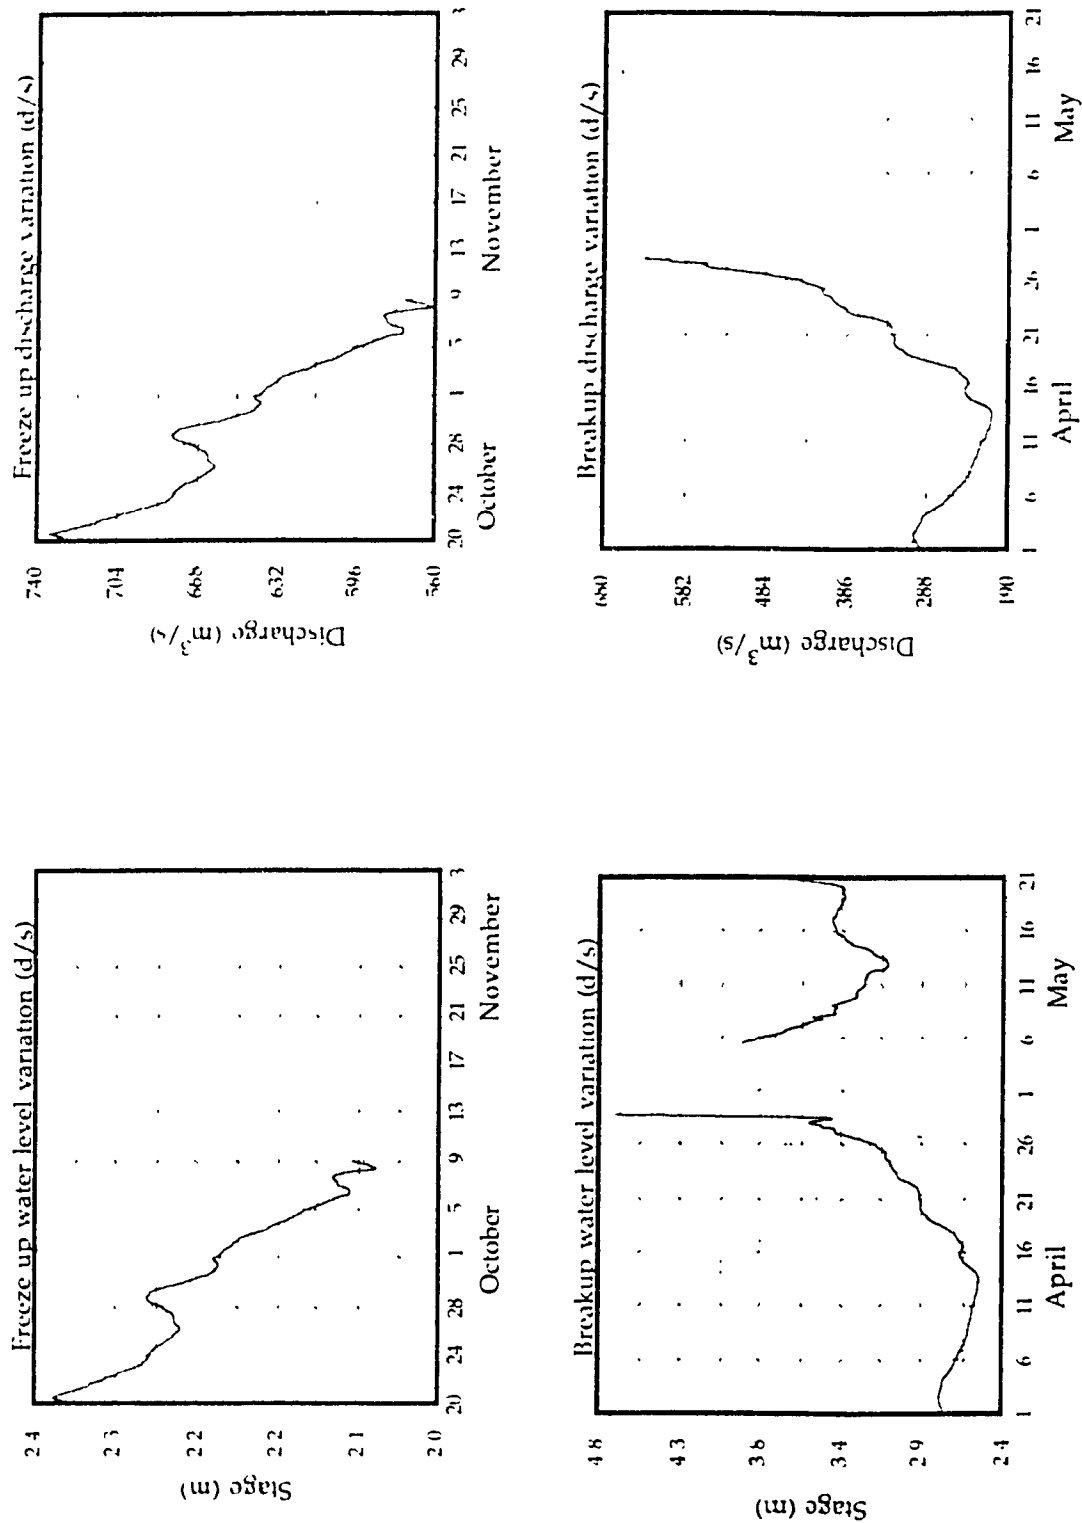 Freeze up water level variation (d/s)
Stage (m)
2 4
2 3
2 2
2 2
2 1
2 0
20 24 28 1 5 9 13 17 21 25 29 3
October November
Freeze up discharge variation (d/s)
Discharge (m³/s)
740
704
668
632
596
560
20 24 28 1 5 9 13 17 21 25 29 3
October November
Breakup water level variation (d/s)
Stage (m)
4 8
4 3
3 8
3 4
2 9
2 4
1 6 11 16 21 26 1 6 11 16 21
April May
Breakup discharge variation (d/s)
Discharge (m³/s)
680
582
484
386
288
190
1 6 11 16 21 26 1 6 11 16 21
April May